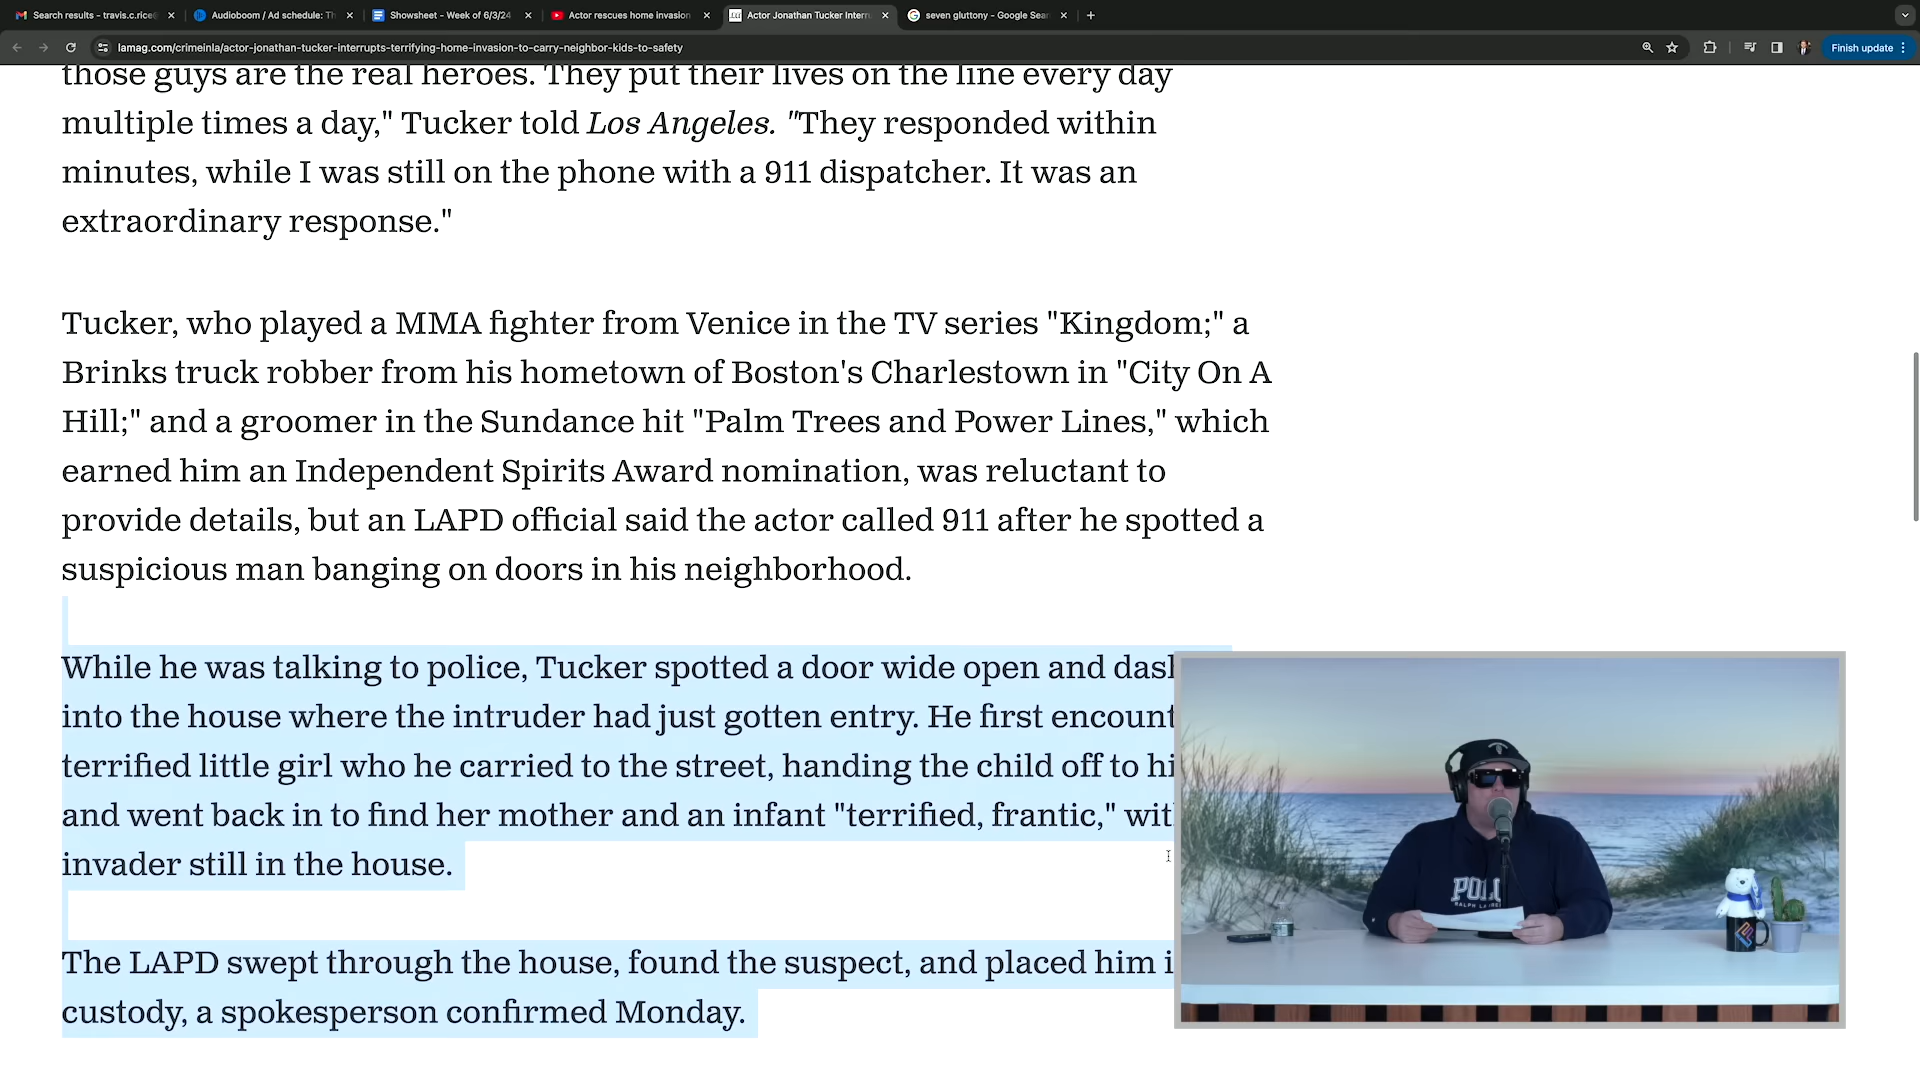 Search results - travis.c.rice
Audioboom / Ad schedule: Th
Showsheet - Week of 6/3/24
Actor rescues home invasion
Actor Jonathan Tucker Interr
seven gluttony - Google Sea
lamag.com/crimeinla/actor-jonathan-tucker-interrupts-terrifying-home-invasion-to-carry-neighbor-kids-to-safety
Finish update
those guys are the real heroes. They put their lives on the line every day
multiple times a day," Tucker told Los Angeles. "They responded within
minutes, while I was still on the phone with a 911 dispatcher. It was an
extraordinary response."
Tucker, who played a MMA fighter from Venice in the TV series "Kingdom;" a
Brinks truck robber from his hometown of Boston's Charlestown in "City On A
Hill;" and a groomer in the Sundance hit "Palm Trees and Power Lines," which
earned him an Independent Spirits Award nomination, was reluctant to
provide details, but an LAPD official said the actor called 911 after he spotted a
suspicious man banging on doors in his neighborhood.
While he was talking to police, Tucker spotted a door wide open and das
into the house where the intruder had just gotten entry. He first encount
terrified little girl who he carried to the street, handing the child off to hi
and went back in to find her mother and an infant "terrified, frantic," wit
invader still in the house.
The LAPD swept through the house, found the suspect, and placed him i
custody, a spokesperson confirmed Monday.
POLO
RALPH LAUREN